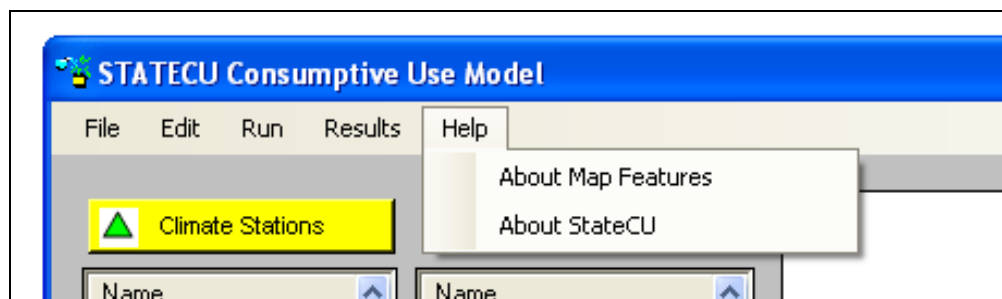 STATECU Consumptive Use Model
File Edit Run Results Help
About Map Features
Climate Stations
About StateCU
Name Name